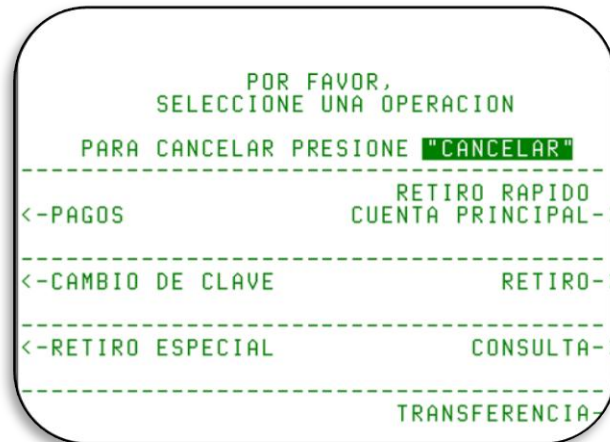 POR FAVOR,
SELECCIONE UNA OPERACION
PARA CANCELAR PRESIONE "CANCELAR"
RETIRO RAPIDO
<-PAGOS CUENTA PRINCIPAL-
<-CAMBIO DE CLAVE RETIRO-
<-RETIRO ESPECIAL CONSULTA-
TRANSFERENCIA-